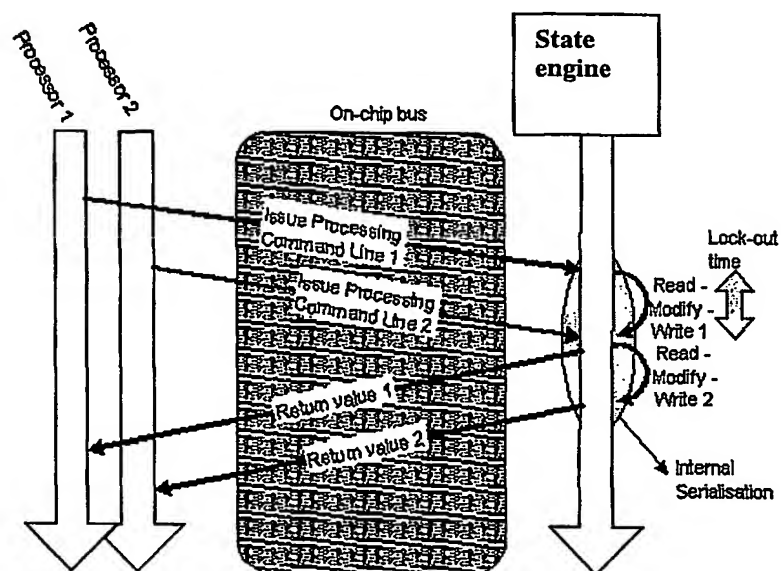 Processor 1
Processor 2
On-chip bus
State
engine
Issue Processing
Command Line 1
Issue Processing
Command Line 2
Return value 1
Return value 2
Lock-out
time
Read -
Modify -
Write 1
Read -
Modify -
Write 2
Internal
Serialisation